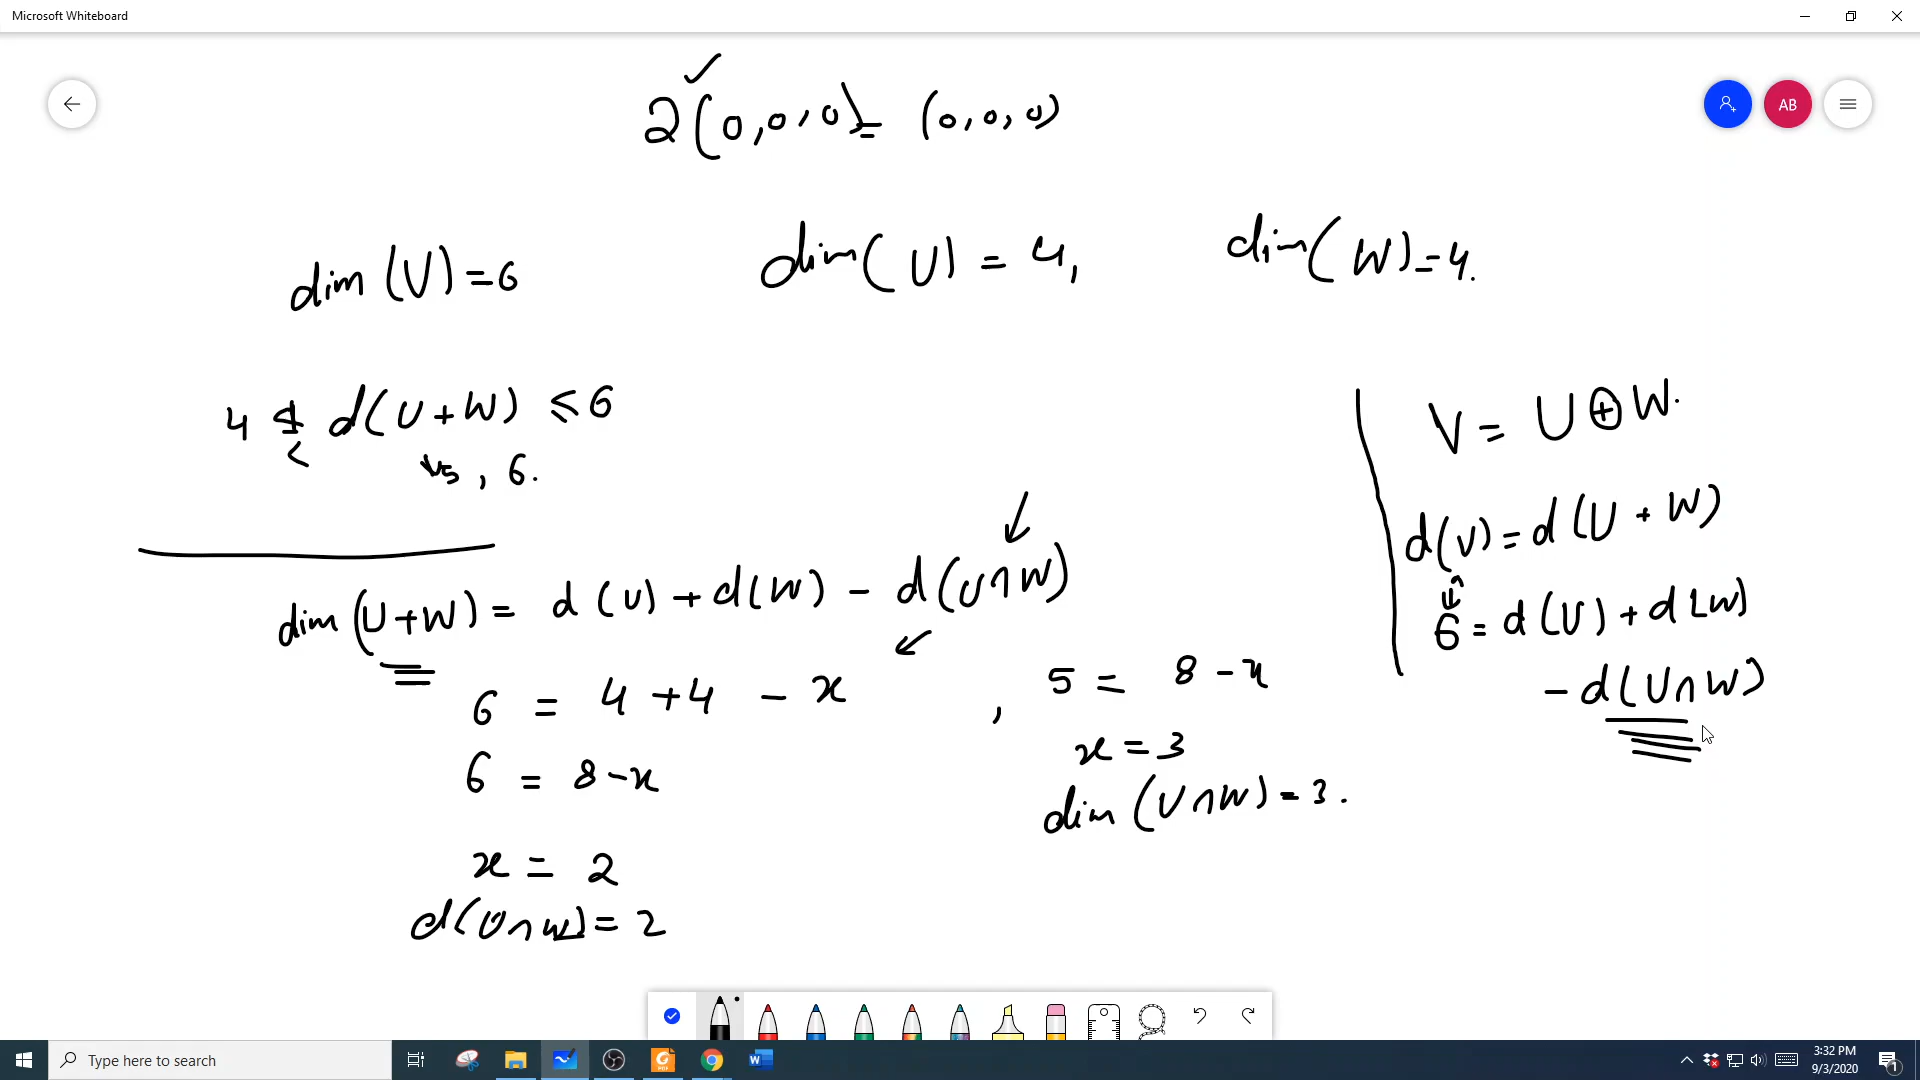 Microsoft Whiteboard
AB
2(0,0,0) = (0,0,0)
dim (V) = 6
dim(U) = 4,
dim(W) = 4.
d(U+W) ≤ 6
5, 6.
dim (U+W) = d(U) + d(W) - d(U∩W)
6 = 4 + 4 - x
6 = 8 - x
x = 2
d(U∩W) = 2
, 5 = 8 - x
x = 3
dim (U∩W) = 3.
V = U ⊕ W.
d(V) = d(U + W)
6 = d(U) + d(W)
- d(U∩W)
Type here to search
3:32 PM
9/3/2020